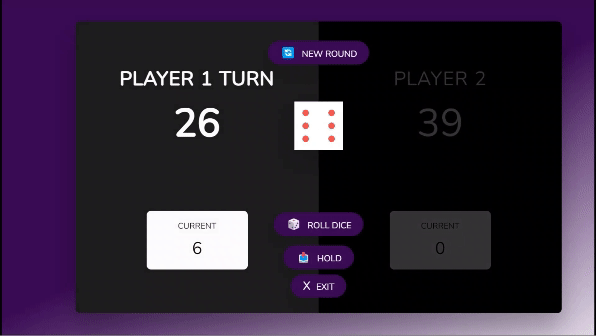 NEW ROUND
PLAYER 1 TURN
PLAYER 2
26
39
CURRENT
6
ROLL DICE
HOLD
X EXIT
CURRENT
0